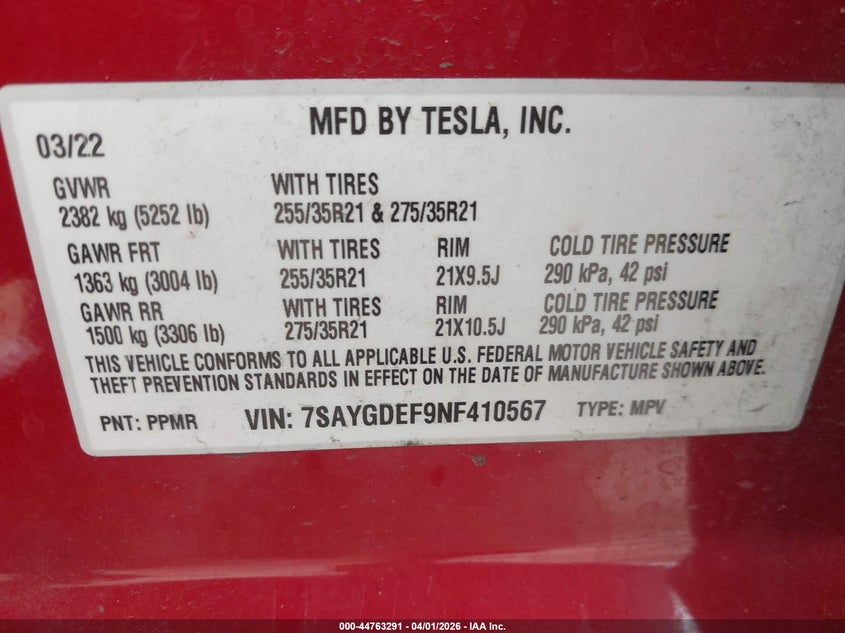 MFD BY TESLA, INC.
03/22
GVWR WITH TIRES
2382 kg (5252 lb) 255/35R21 & 275/35R21
GAWR FRT WITH TIRES RIM COLD TIRE PRESSURE
1363 kg (3004 lb) 255/35R21 21X9.5J 290 kPa, 42 psi
GAWR RR WITH TIRES RIM COLD TIRE PRESSURE
1500 kg (3306 lb) 275/35R21 21X10.5J 290 kPa, 42 psi
THIS VEHICLE CONFORMS TO ALL APPLICABLE U.S. FEDERAL MOTOR VEHICLE SAFETY AND
THEFT PREVENTION STANDARDS IN EFFECT ON THE DATE OF MANUFACTURE SHOWN ABOVE.
PNT: PPMR VIN: 7SAYGDEF9NF410567 TYPE: MPV
000-44763291 - 04/01/2026 - IAA Inc.